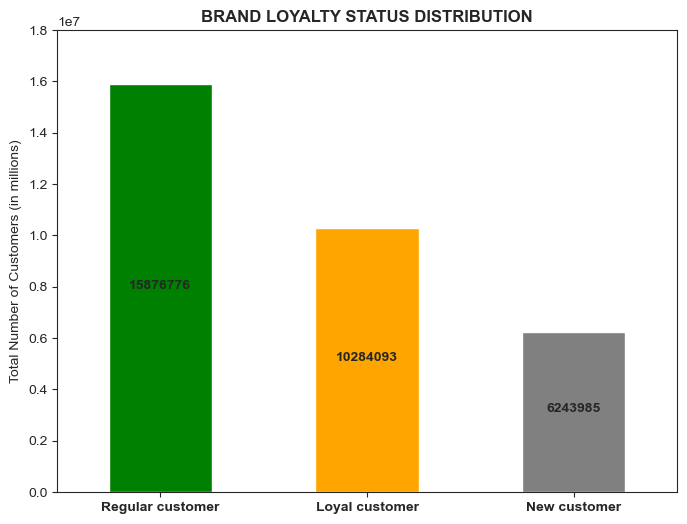 BRAND LOYALTY STATUS DISTRIBUTION
1e7
1.8
1.6
1.4
1.2
1.0
0.8
0.6
0.4
0.2
0.0
Total Number of Customers (in millions)
15876776
10284093
6243985
Regular customer
Loyal customer
New customer